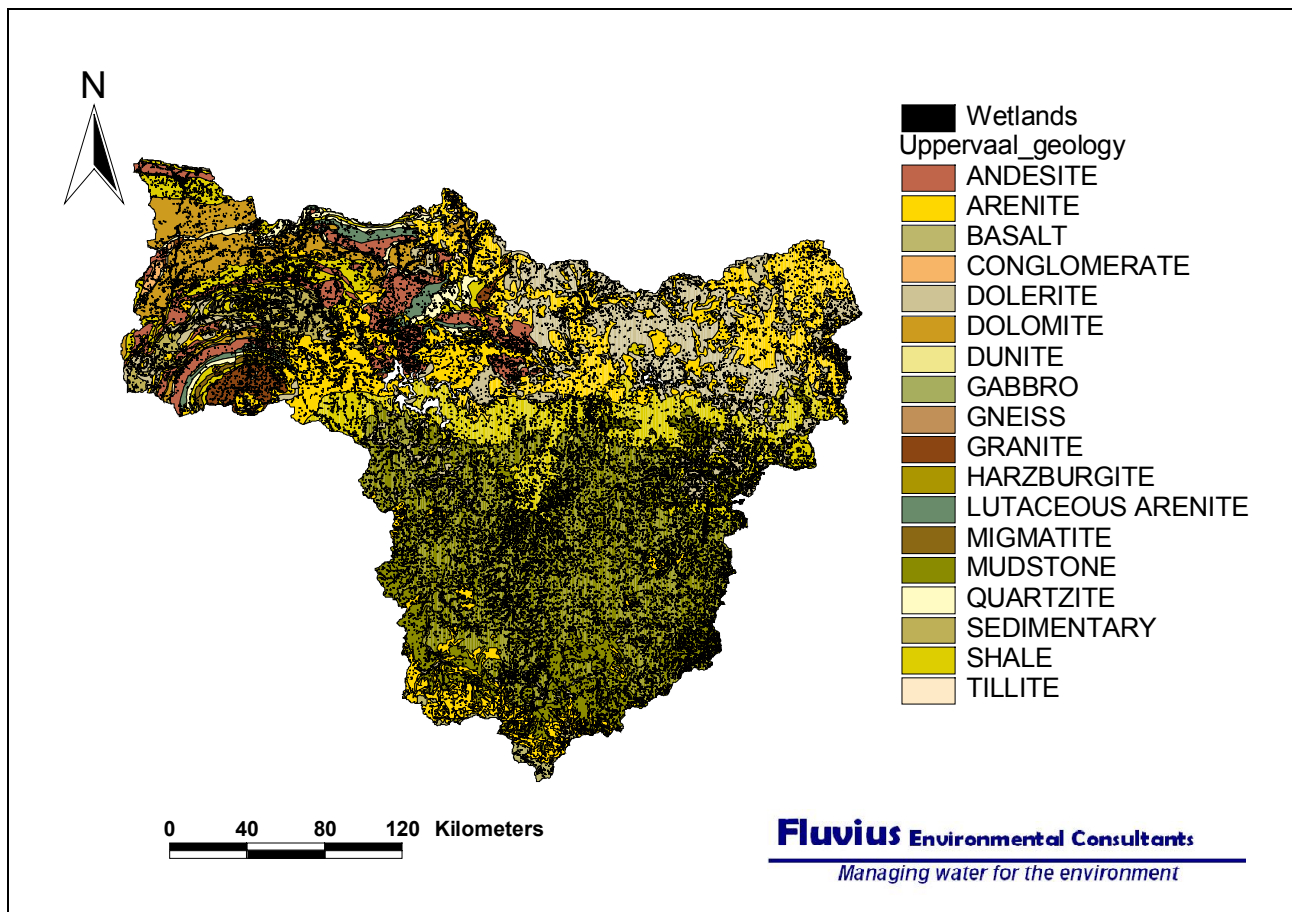 N
Wetlands
Uppervaal_geology
ANDESITE
ARENITE
BASALT
CONGLOMERATE
DOLERITE
DOLOMITE
DUNITE
GABBRO
GNEISS
GRANITE
HARZBURGITE
LUTACEOUS ARENITE
MIGMATITE
MUDSTONE
QUARTZITE
SEDIMENTARY
SHALE
TILLITE
0 40 80 120 Kilometers
Fluvius Environmental Consultants
Managing water for the environment